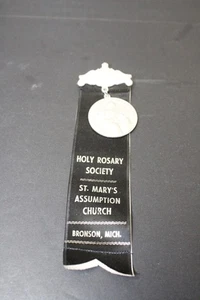 HOLY ROSARY
SOCIETY
ST. MARY'S
ASSUMPTION
CHURCH
BRONSON, MICH.